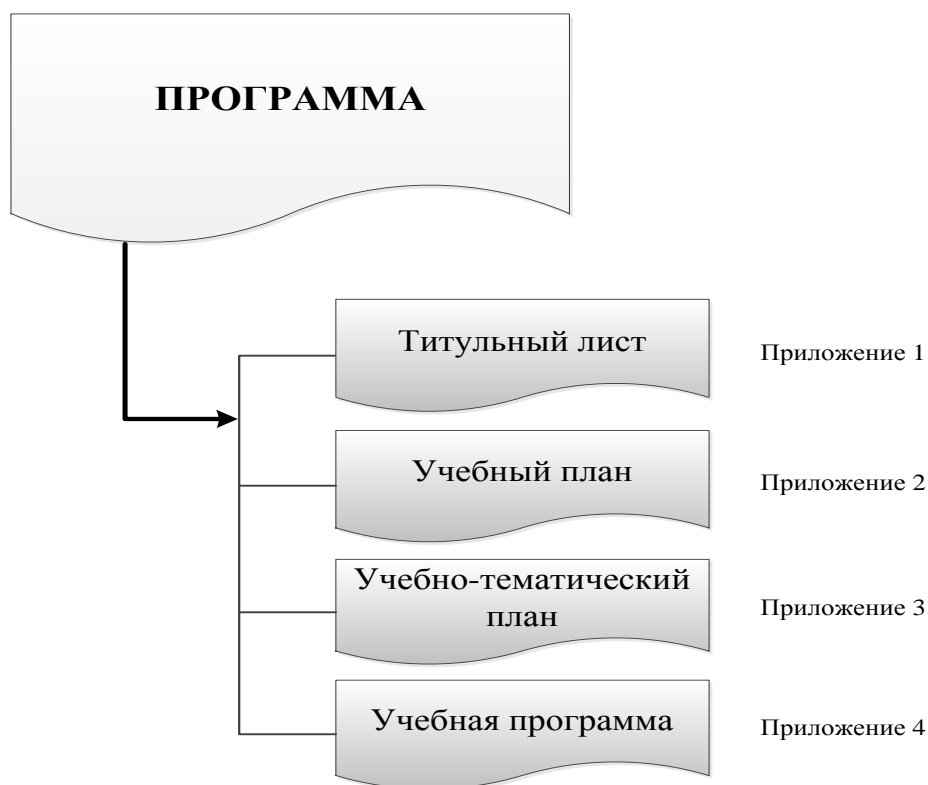 ПРОГРАММА
Титульный лист
Приложение 1
Учебный план
Приложение 2
Учебно-тематический
план
Приложение 3
Учебная программа
Приложение 4